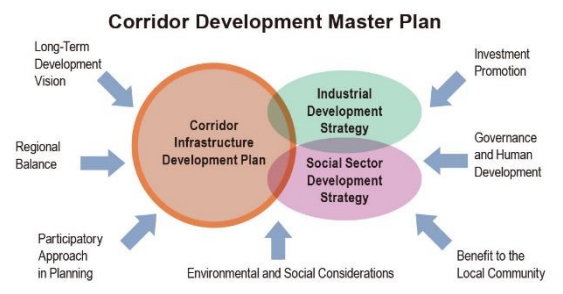 Corridor Development Master Plan
Long-Term
Development
Vision
Investment
Promotion
Industrial
Development
Strategy
Corridor
Infrastructure
Development Plan
Regional
Balance
Governance
and Human
Development
Social Sector
Development
Strategy
Participatory
Approach
in Planning
Environmental and Social Considerations
Benefit to the
Local Community